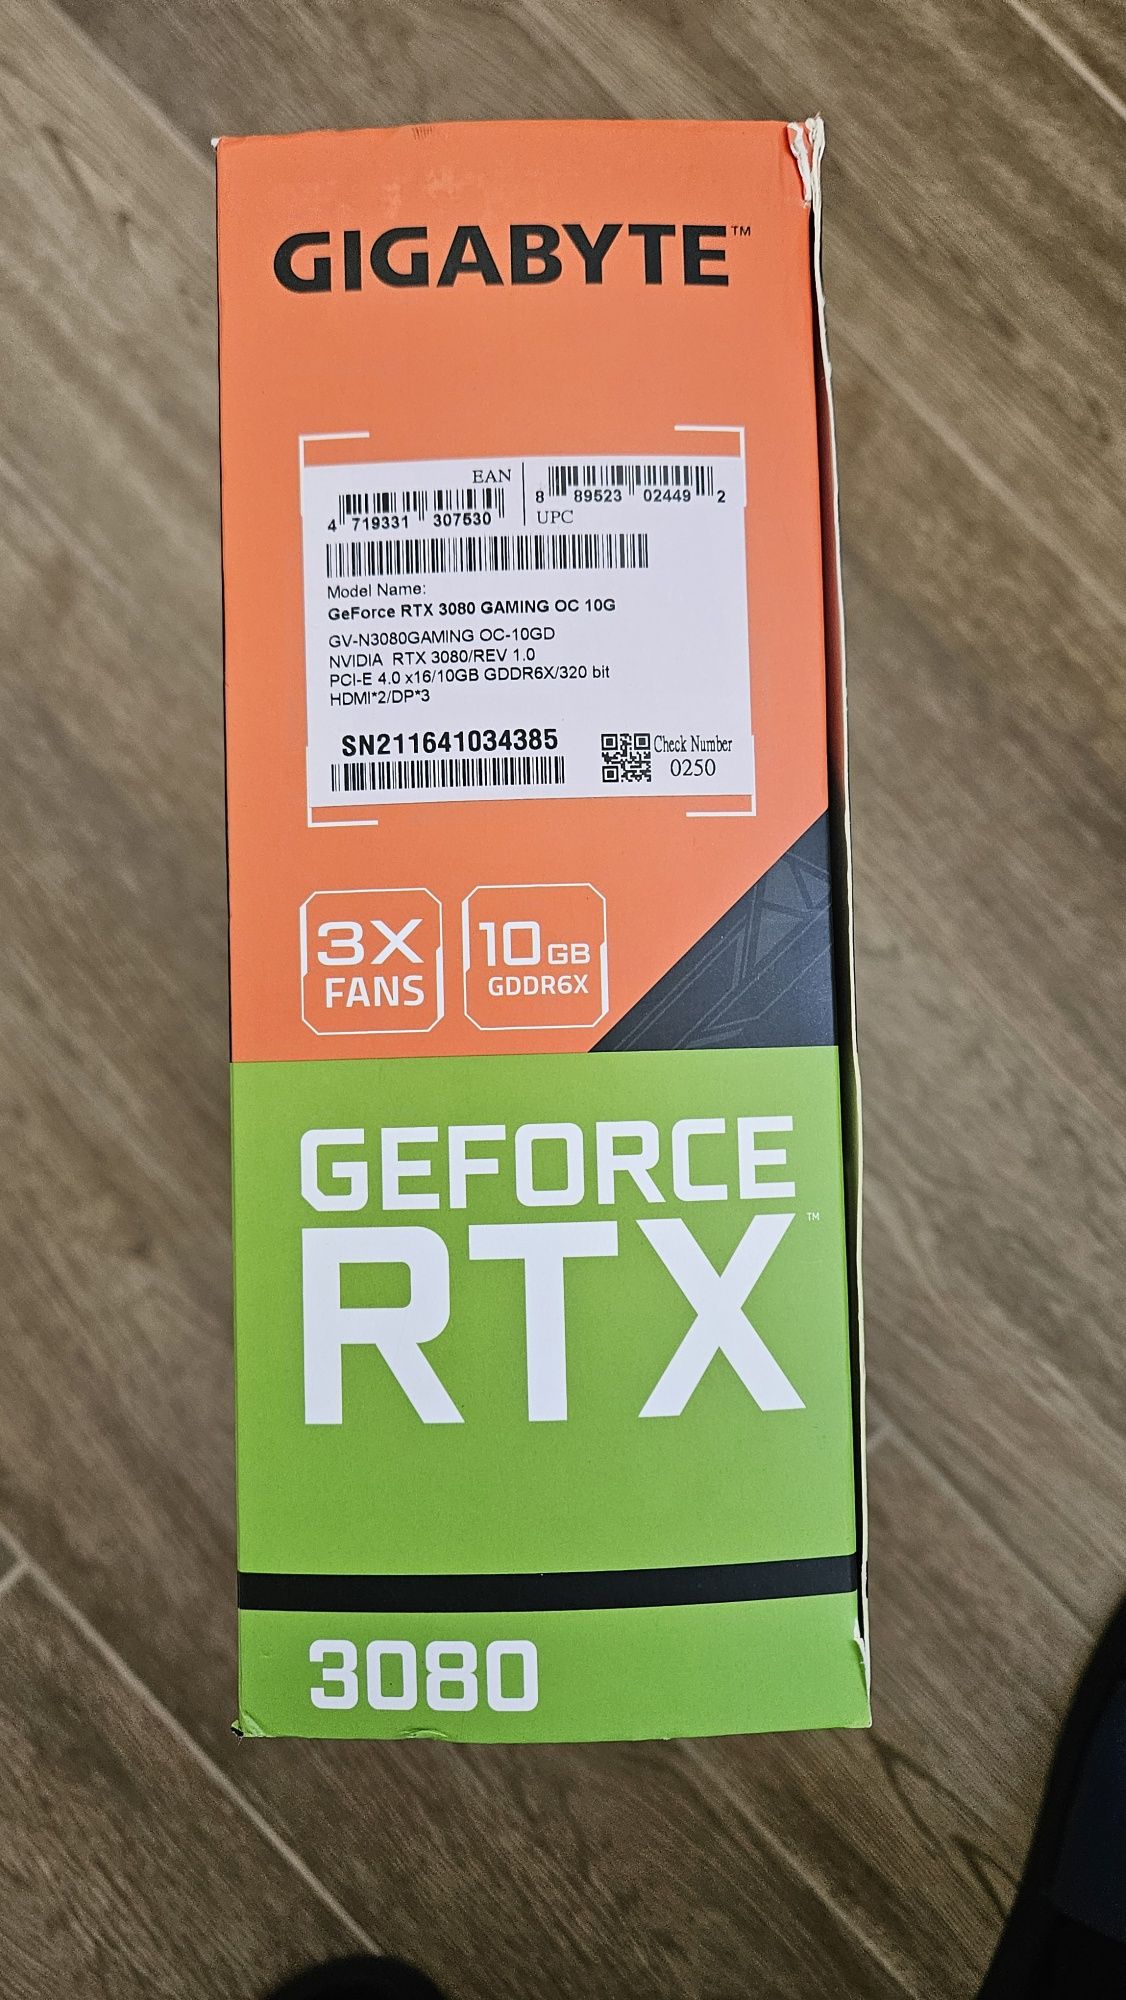 GIGABYTE™
EAN
4 719331 307530
8 89523 02449 2
UPC
Model Name:
GeForce RTX 3080 GAMING OC 10G
GV-N3080GAMING OC-10GD
NVIDIA RTX 3080/REV 1.0
PCI-E 4.0 x16/10GB GDDR6X/320 bit
HDMI*2/DP*3
SN211641034385
Check Number
0250
3X
FANS
10GB
GDDR6X
GEFORCE
RTX™
3080